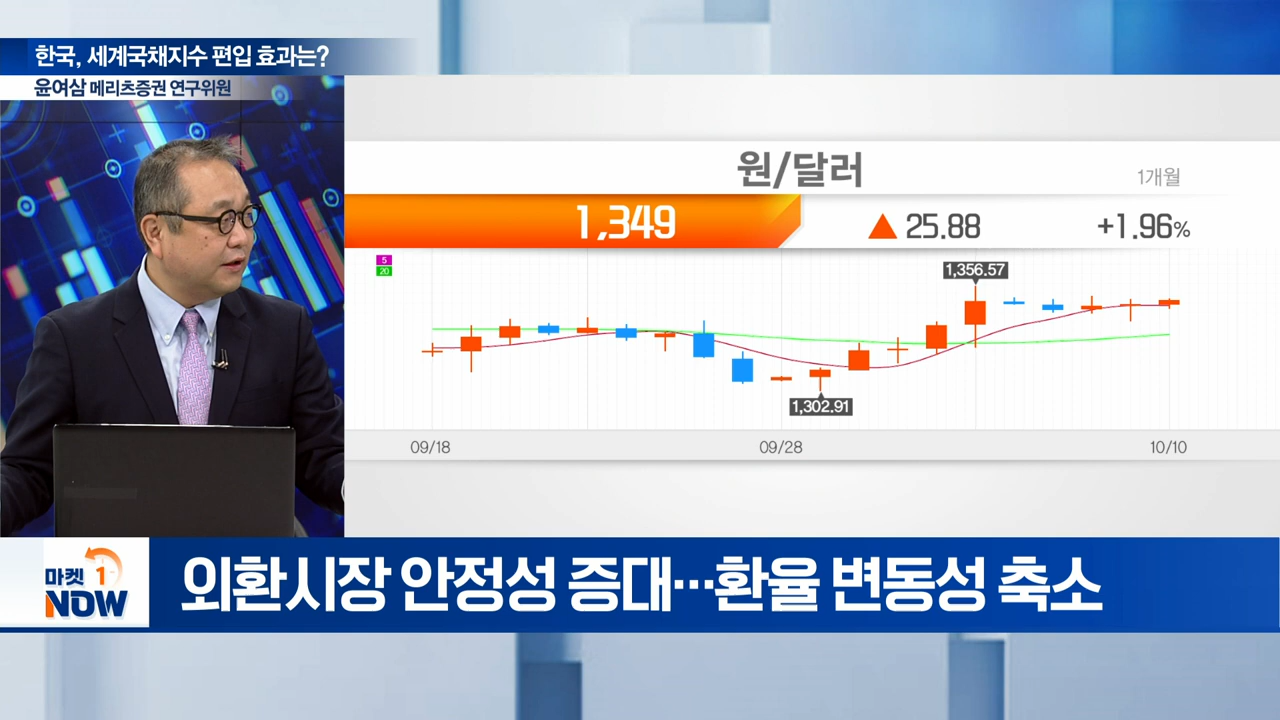 한국, 세계국채지수 편입 효과는?
윤여삼 메리츠증권 연구위원
원/달러
1개월
1,349
▲ 25.88
+1.96%
5
20
1,356.57
1,302.91
09/18
09/28
10/10
마켓 1
NOW
외환시장 안정성 증대…환율 변동성 축소